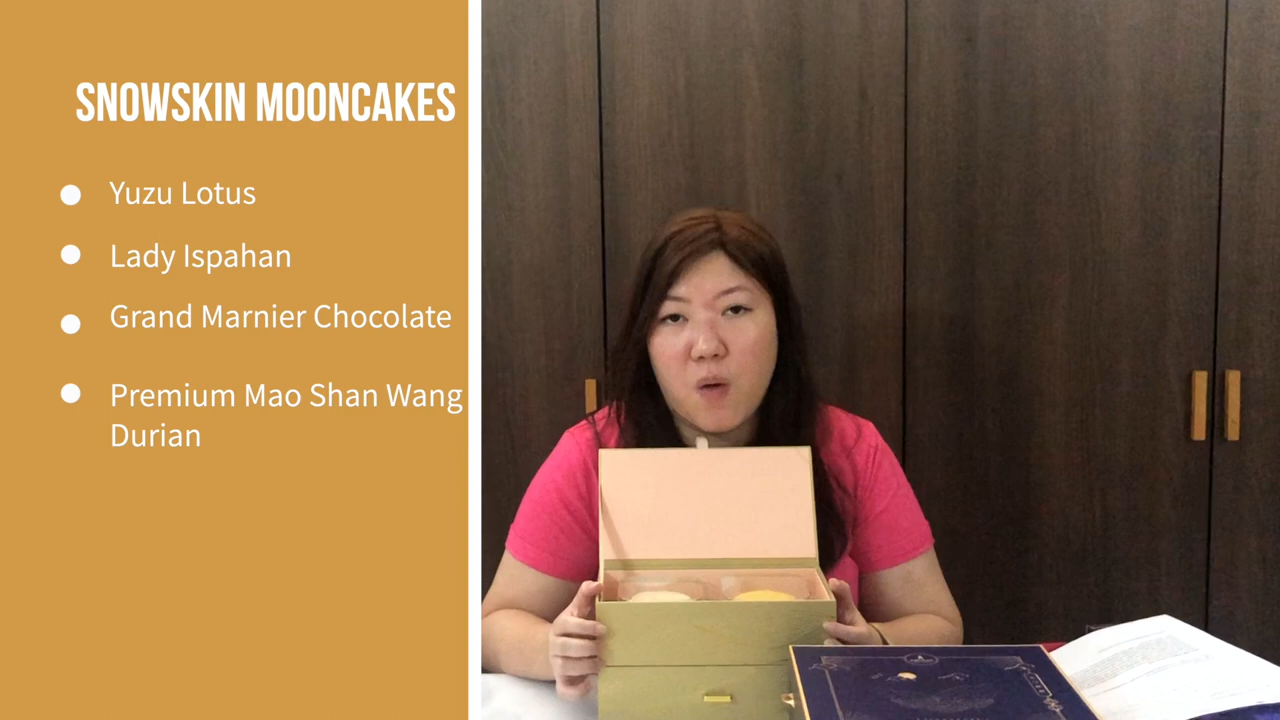 SNOWSKIN MOONCAKES
Yuzu Lotus
Lady Ispahan
Grand Marnier Chocolate
Premium Mao Shan Wang
Durian